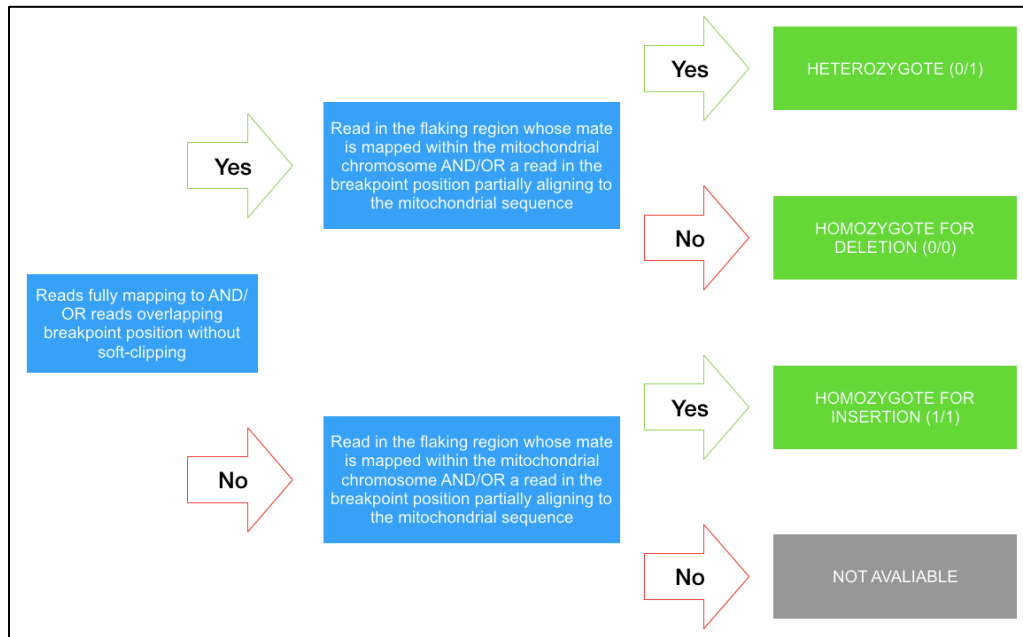 Yes
HETEROZYGOTE (0/1)
Read in the flaking region whose mate
is mapped within the mitochondrial
chromosome AND/OR a read in the
breakpoint position partially aligning to
the mitochondrial sequence
Yes
No
HOMOZYGOTE FOR
DELETION (0/0)
Reads fully mapping to AND/
OR reads overlapping
breakpoint position without
soft-clipping
Yes
HOMOZYGOTE FOR
INSERTION (1/1)
Read in the flaking region whose mate
is mapped within the mitochondrial
chromosome AND/OR a read in the
breakpoint position partially aligning to
the mitochondrial sequence
No
No
NOT AVALIABLE